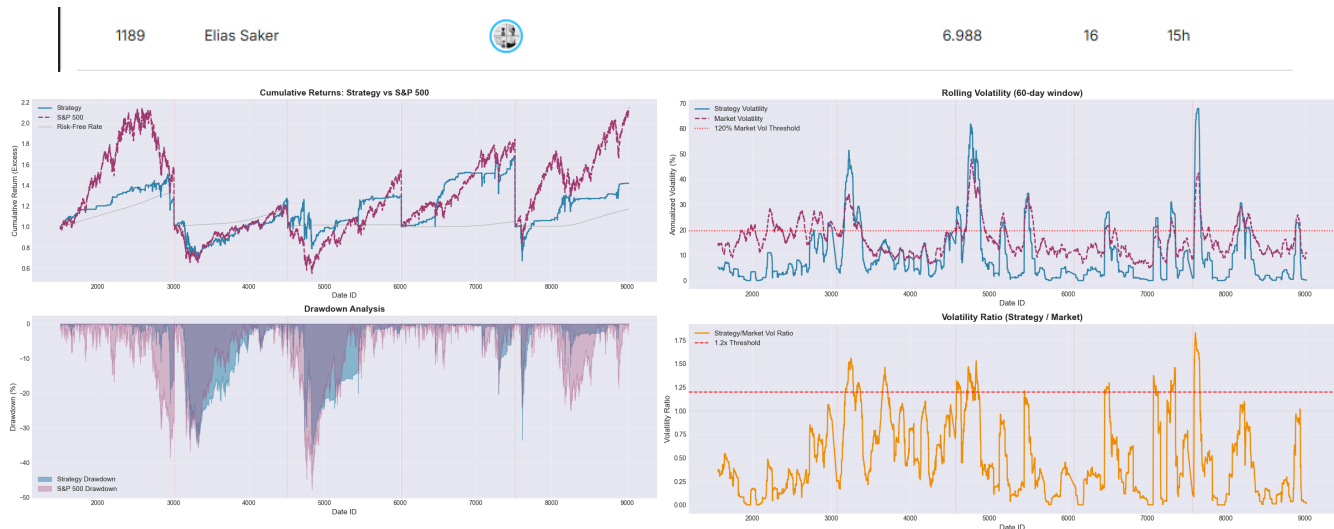 1189 Elias Saker 6.988 16 15h
Cumulative Returns: Strategy vs S&P 500
Strategy
S&P 500
Risk-Free Rate
Cumulative Return (Excess)
2.2
2.0
1.8
1.6
1.4
1.2
1.0
0.8
0.6
2000 3000 4000 5000 6000 7000 8000 9000
Date ID
Rolling Volatility (60-day window)
Strategy Volatility
Market Volatility
120% Market Vol Threshold
Annualized Volatility (%)
70
60
50
40
30
20
10
0
2000 3000 4000 5000 6000 7000 8000 9000
Date ID
Drawdown Analysis
Drawdown (%)
0
-10
-20
-30
-40
-50
Strategy Drawdown
S&P 500 Drawdown
2000 3000 4000 5000 6000 7000 8000 9000
Date ID
Volatility Ratio (Strategy / Market)
Strategy/Market Vol Ratio
1.2x Threshold
Volatility Ratio
1.75
1.50
1.25
1.00
0.75
0.50
0.25
0.00
2000 3000 4000 5000 6000 7000 8000 9000
Date ID